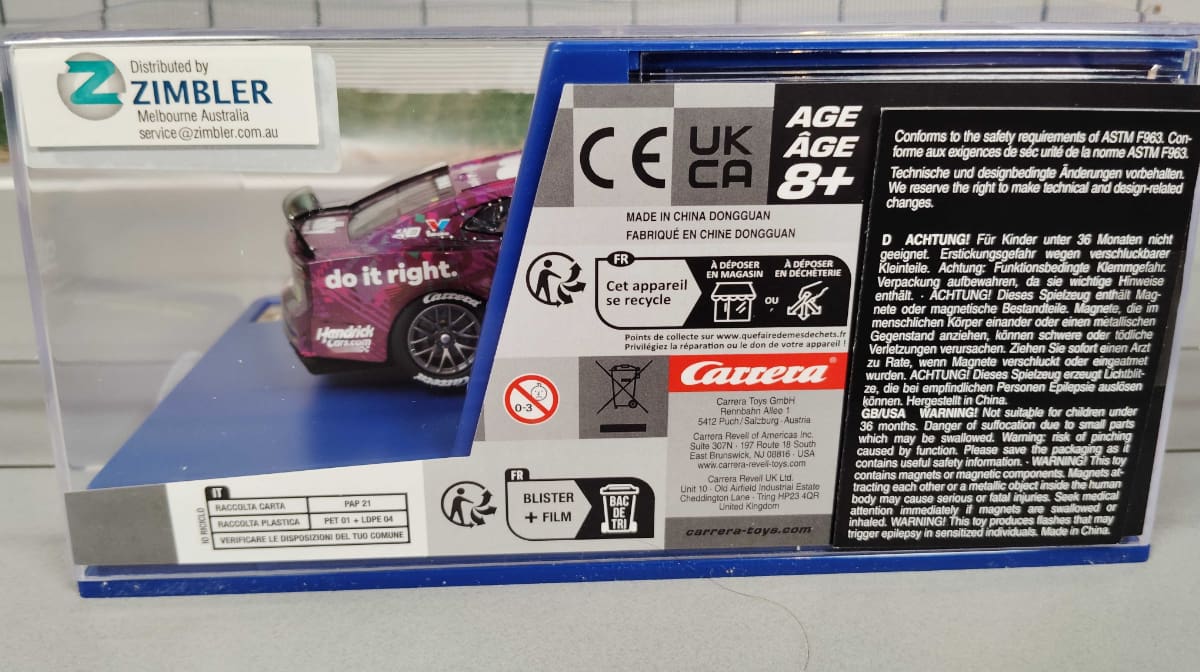 Distributed by
ZIMBLER
Melbourne Australia
service@zimbler.com.au
do it right.
Carrera
Hendrick
Cars.com
CE
UK
CA
AGE
ÂGE
8+
MADE IN CHINA DONGGUAN
FABRIQUÉ EN CHINE DONGGUAN
FR
Cet appareil
se recycle
À DÉPOSER
EN MAGASIN
OU
À DÉPOSER
EN DÉCHÈTERIE
Points de collecte sur www.quefairedemesdechets.fr
Privilégiez la réparation ou le don de votre appareil !
0-3
Carrera
Carrera Toys GmbH
Rennbahn Allee 1
5412 Puch/Salzburg · Austria
Carrera Revell of Americas Inc.
Suite 307N · 197 Route 18 South
East Brunswick, NJ 08816 · USA
www.carrera-revell-toys.com
Carrera Revell UK Ltd.
Unit 10 · Old Airfield Industrial Estate
Cheddington Lane · Tring HP23 4QR
United Kingdom
carrera-toys.com
IO RICICLO
IT
RACCOLTA CARTA PAP 21
RACCOLTA PLASTICA PET 01 + LDPE 04
VERIFICARE LE DISPOSIZIONI DEL TUO COMUNE
FR
BLISTER
+ FILM
BAC
DE
TRI
Conforms to the safety requirements of ASTM F963. Con-
forme aux exigences de séc urité de la norme ASTM F963.
Technische und designbedingte Änderungen vorbehalten.
We reserve the right to make technical and design-related
changes.
D ACHTUNG! Für Kinder unter 36 Monaten nicht
geeignet. Erstickungsgefahr wegen verschluckbarer
Kleinteile. Achtung: Funktionsbedingte Klemmgefahr.
Verpackung aufbewahren, da sie wichtige Hinweise
enthält. · ACHTUNG! Dieses Spielzeug enthält Mag-
nete oder magnetische Bestandteile. Magnete, die im
menschlichen Körper einander oder einen metallischen
Gegenstand anziehen, können schwere oder tödliche
Verletzungen verursachen. Ziehen Sie sofort einen Arzt
zu Rate, wenn Magnete verschluckt oder eingeatmet
wurden. ACHTUNG! Dieses Spielzeug erzeugt Lichtblit-
ze, die bei empfindlichen Personen Epilepsie auslösen
können. Hergestellt in China.
GB/USA WARNING! Not suitable for children under
36 months. Danger of suffocation due to small parts
which may be swallowed. Warning: risk of pinching
caused by function. Please save the packaging as it
contains useful safety information. · WARNING! This toy
contains magnets or magnetic components. Magnets at-
tracting each other or a metallic object inside the human
body may cause serious or fatal injuries. Seek medical
attention immediately if magnets are swallowed or
inhaled. WARNING! This toy produces flashes that may
trigger epilepsy in sensitized individuals. Made in China.